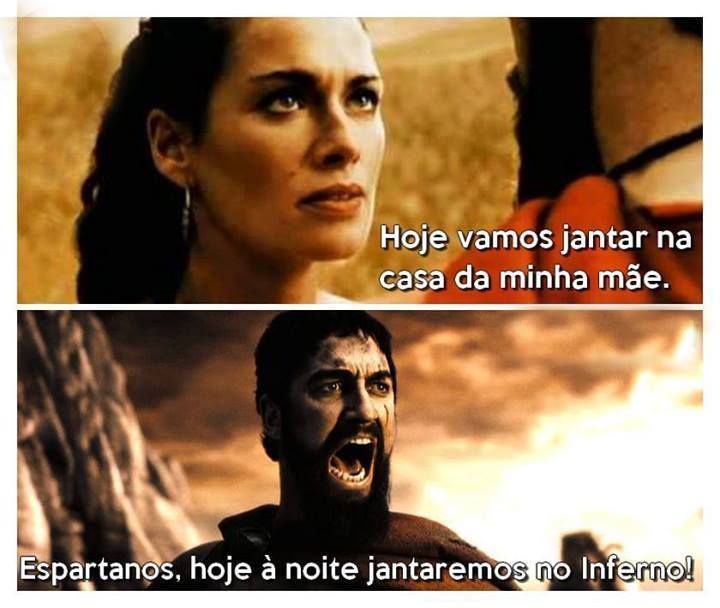 Hoje vamos jantar na
casa da minha mãe.
Espartanos, hoje à noite jantaremos no Inferno!